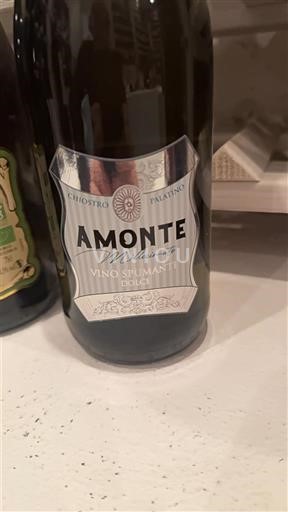 CHIOSTRO PALATINO
AMONTE
Millesimato
VINO SPUMANTE
DOLCE